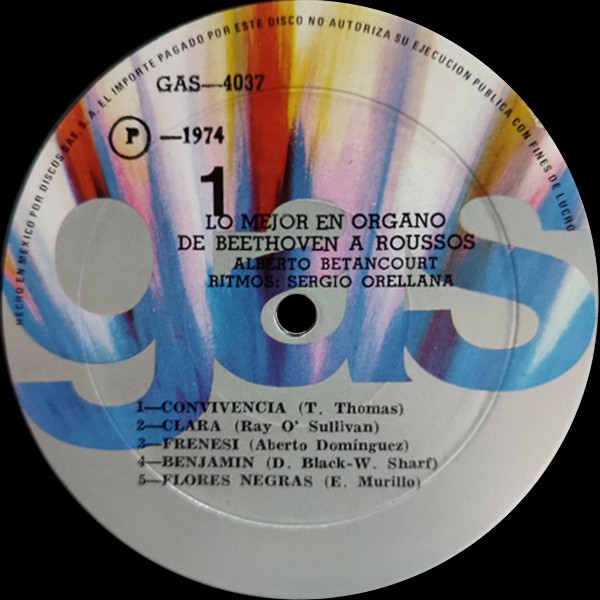 HECHO EN MEXICO POR DISCOS GAS, S. A. EL IMPORTE PAGADO POR ESTE DISCO NO AUTORIZA SU EJECUCION PUBLICA CON FINES DE LUCRO
GAS—4037
P —1974
1
LO MEJOR EN ORGANO
DE BEETHOVEN A ROUSSOS
ALBERTO BETANCOURT
RITMOS: SERGIO ORELLANA
gas
1—CONVIVENCIA (T. Thomas)
2—CLARA (Ray O' Sullivan)
3—FRENESI (Aberto Domínguez)
4—BENJAMIN (D. Black-W. Sharf)
5—FLORES NEGRAS (E. Murillo)